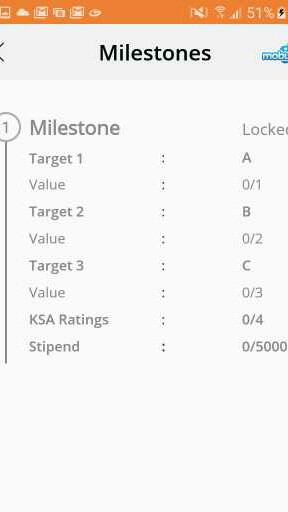 51%
Milestones
mob
1 Milestone Locked
Target 1 : A
Value : 0/1
Target 2 : B
Value : 0/2
Target 3 : C
Value : 0/3
KSA Ratings : 0/4
Stipend : 0/5000